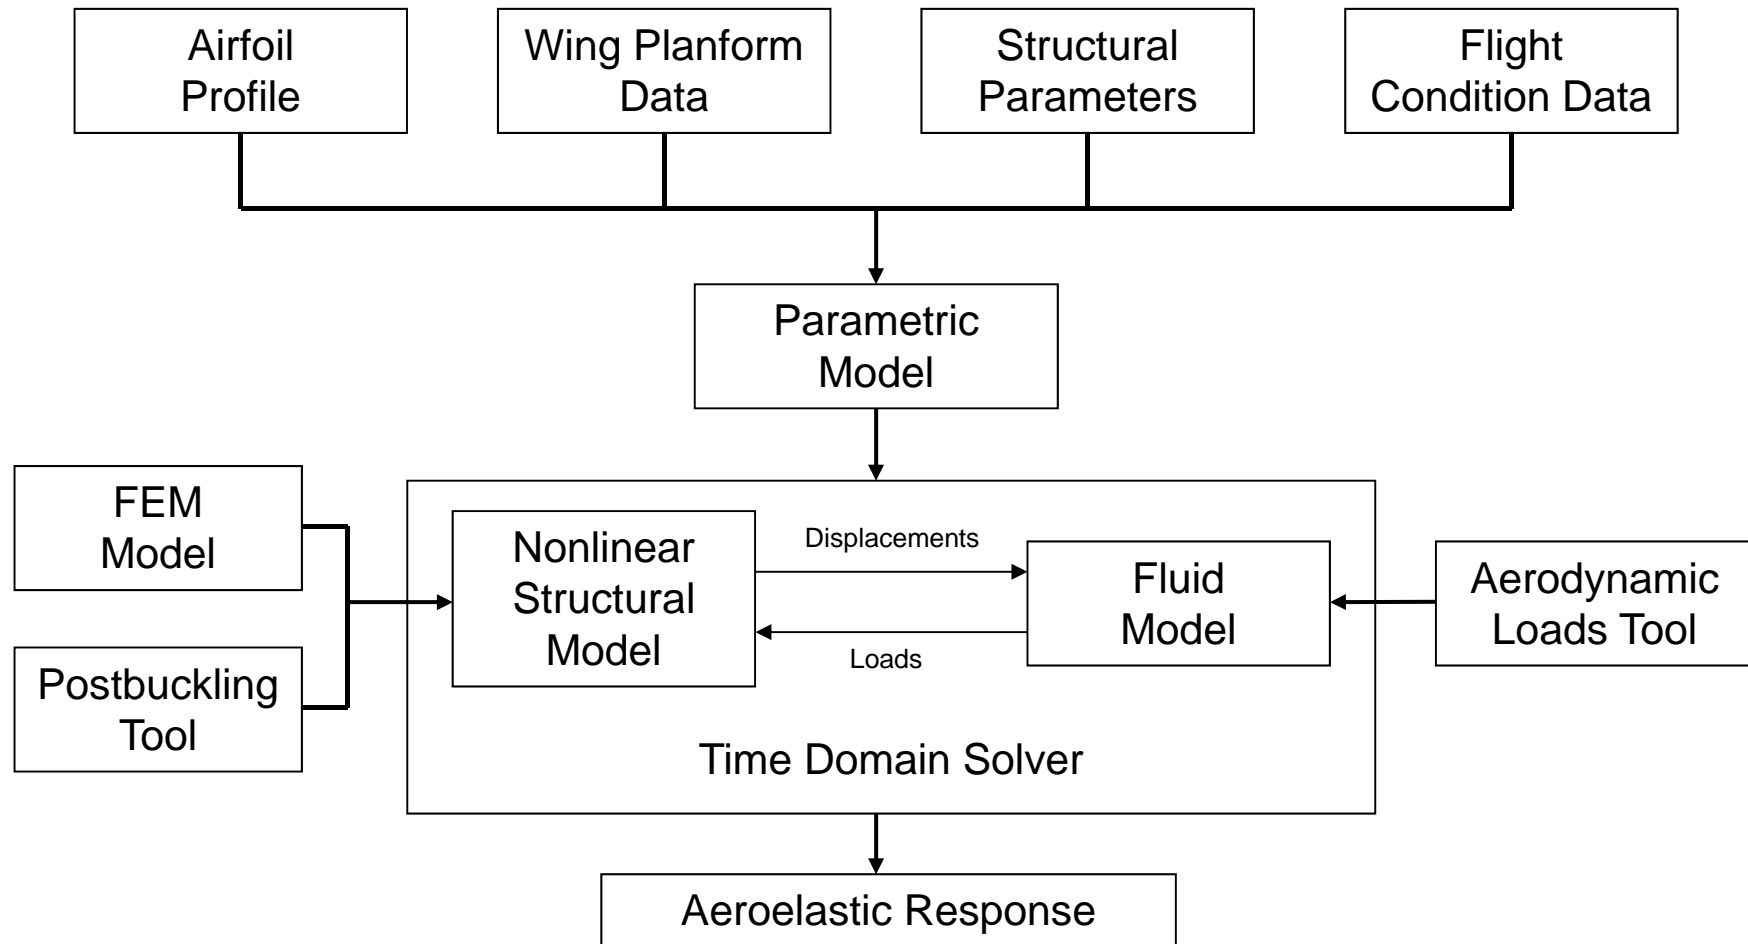 Airfoil
Profile
Wing Planform
Data
Structural
Parameters
Flight
Condition Data
Parametric
Model
FEM
Model
Postbuckling
Tool
Nonlinear
Structural
Model
Displacements
Loads
Fluid
Model
Aerodynamic
Loads Tool
Time Domain Solver
Aeroelastic Response